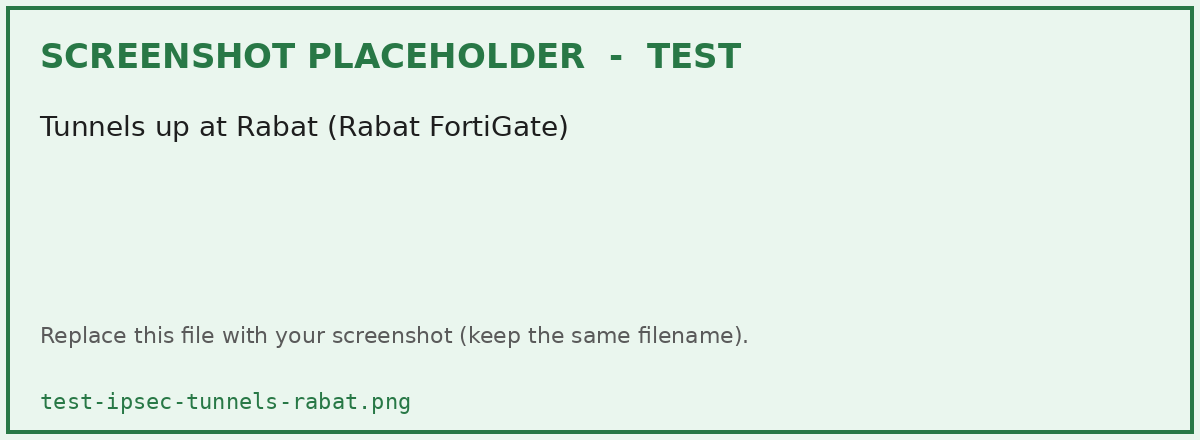 SCREENSHOT PLACEHOLDER - TEST
Tunnels up at Rabat (Rabat FortiGate)
Replace this file with your screenshot (keep the same filename).
test-ipsec-tunnels-rabat.png